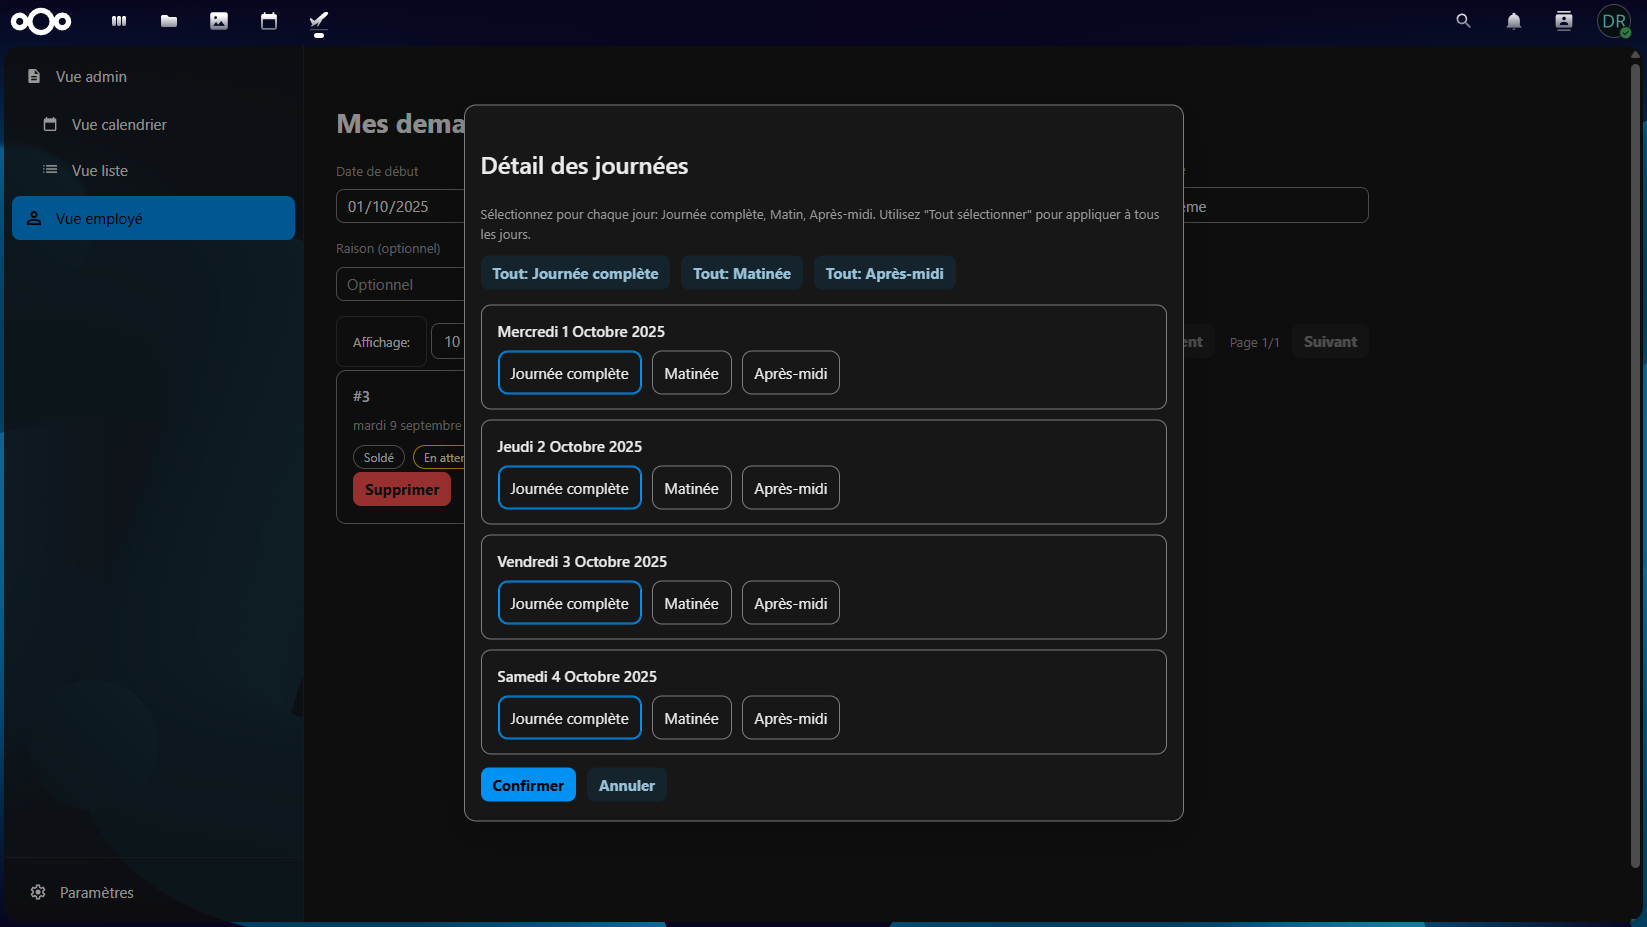 DR
Vue admin
Vue calendrier
Vue liste
Vue employé
Paramètres
Mes dema
Date de début
01/10/2025
ème
Raison (optionnel)
Optionnel
Affichage:
10
ent
Page 1/1
Suivant
#3
mardi 9 septembre
Soldé
En atten
Supprimer
Détail des journées
Sélectionnez pour chaque jour: Journée complète, Matin, Après-midi. Utilisez "Tout sélectionner" pour appliquer à tous
les jours.
Tout: Journée complète
Tout: Matinée
Tout: Après-midi
Mercredi 1 Octobre 2025
Journée complète
Matinée
Après-midi
Jeudi 2 Octobre 2025
Journée complète
Matinée
Après-midi
Vendredi 3 Octobre 2025
Journée complète
Matinée
Après-midi
Samedi 4 Octobre 2025
Journée complète
Matinée
Après-midi
Confirmer
Annuler